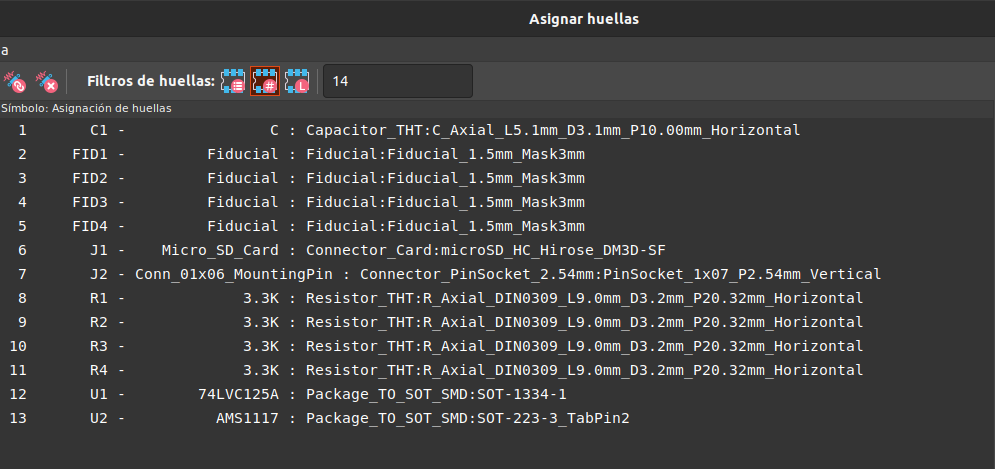 Asignar huellas
a
Filtros de huellas: # L 14
Símbolo: Asignación de huellas
1 C1 - C : Capacitor_THT:C_Axial_L5.1mm_D3.1mm_P10.00mm_Horizontal
2 FID1 - Fiducial : Fiducial:Fiducial_1.5mm_Mask3mm
3 FID2 - Fiducial : Fiducial:Fiducial_1.5mm_Mask3mm
4 FID3 - Fiducial : Fiducial:Fiducial_1.5mm_Mask3mm
5 FID4 - Fiducial : Fiducial:Fiducial_1.5mm_Mask3mm
6 J1 - Micro_SD_Card : Connector_Card:microSD_HC_Hirose_DM3D-SF
7 J2 - Conn_01x06_MountingPin : Connector_PinSocket_2.54mm:PinSocket_1x07_P2.54mm_Vertical
8 R1 - 3.3K : Resistor_THT:R_Axial_DIN0309_L9.0mm_D3.2mm_P20.32mm_Horizontal
9 R2 - 3.3K : Resistor_THT:R_Axial_DIN0309_L9.0mm_D3.2mm_P20.32mm_Horizontal
10 R3 - 3.3K : Resistor_THT:R_Axial_DIN0309_L9.0mm_D3.2mm_P20.32mm_Horizontal
11 R4 - 3.3K : Resistor_THT:R_Axial_DIN0309_L9.0mm_D3.2mm_P20.32mm_Horizontal
12 U1 - 74LVC125A : Package_TO_SOT_SMD:SOT-1334-1
13 U2 - AMS1117 : Package_TO_SOT_SMD:SOT-223-3_TabPin2